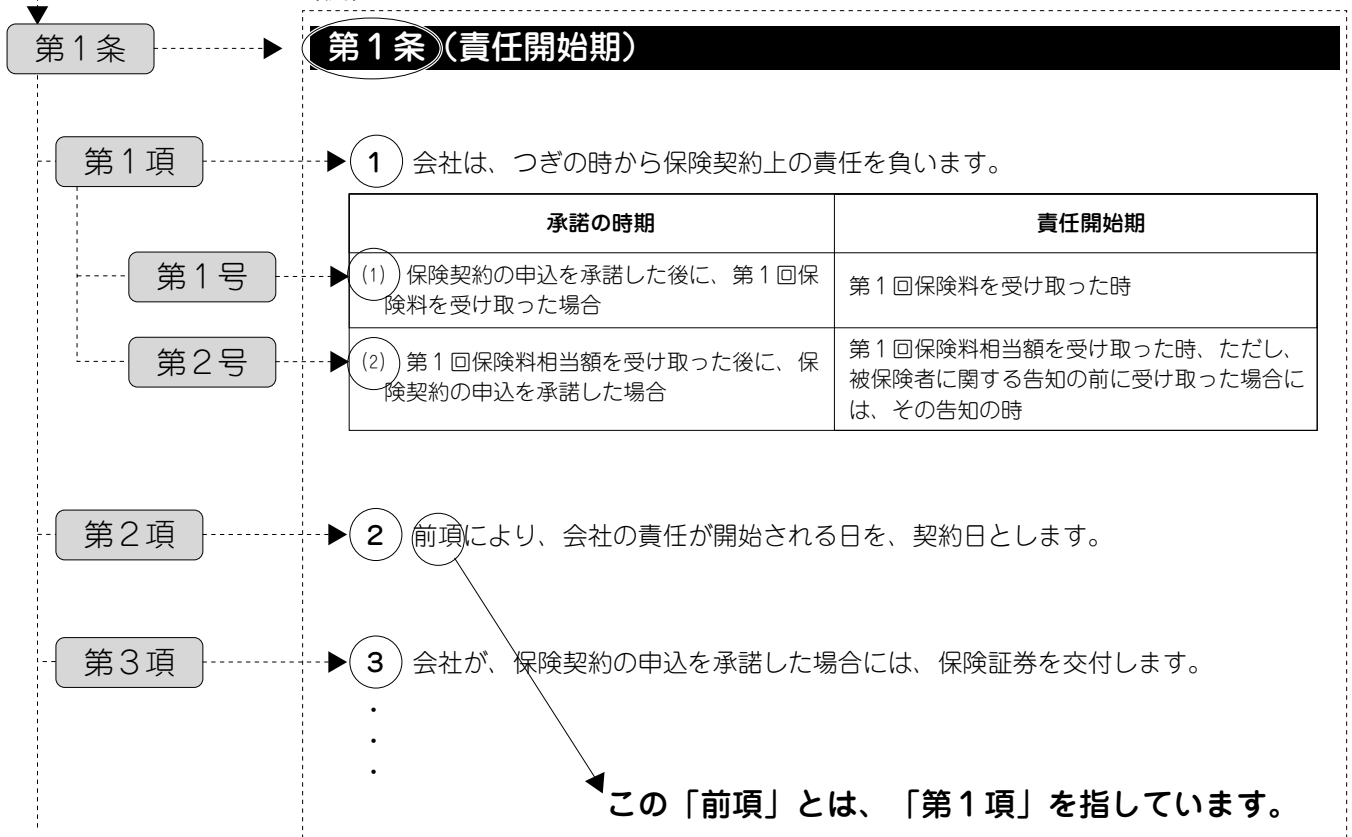 第1条
第1条(責任開始期)
第1項
1 会社は、つぎの時から保険契約上の責任を負います。
承諾の時期
責任開始期
第1号
(1) 保険契約の申込を承諾した後に、第1回保
険料を受け取った場合
第1回保険料を受け取った時
第2号
(2) 第1回保険料相当額を受け取った後に、保
険契約の申込を承諾した場合
第1回保険料相当額を受け取った時、ただし、
被保険者に関する告知の前に受け取った場合に
は、その告知の時
第2項
2 前項により、会社の責任が開始される日を、契約日とします。
第3項
3 会社が、保険契約の申込を承諾した場合には、保険証券を交付します。
・
・
・
この「前項」とは、「第1項」を指しています。